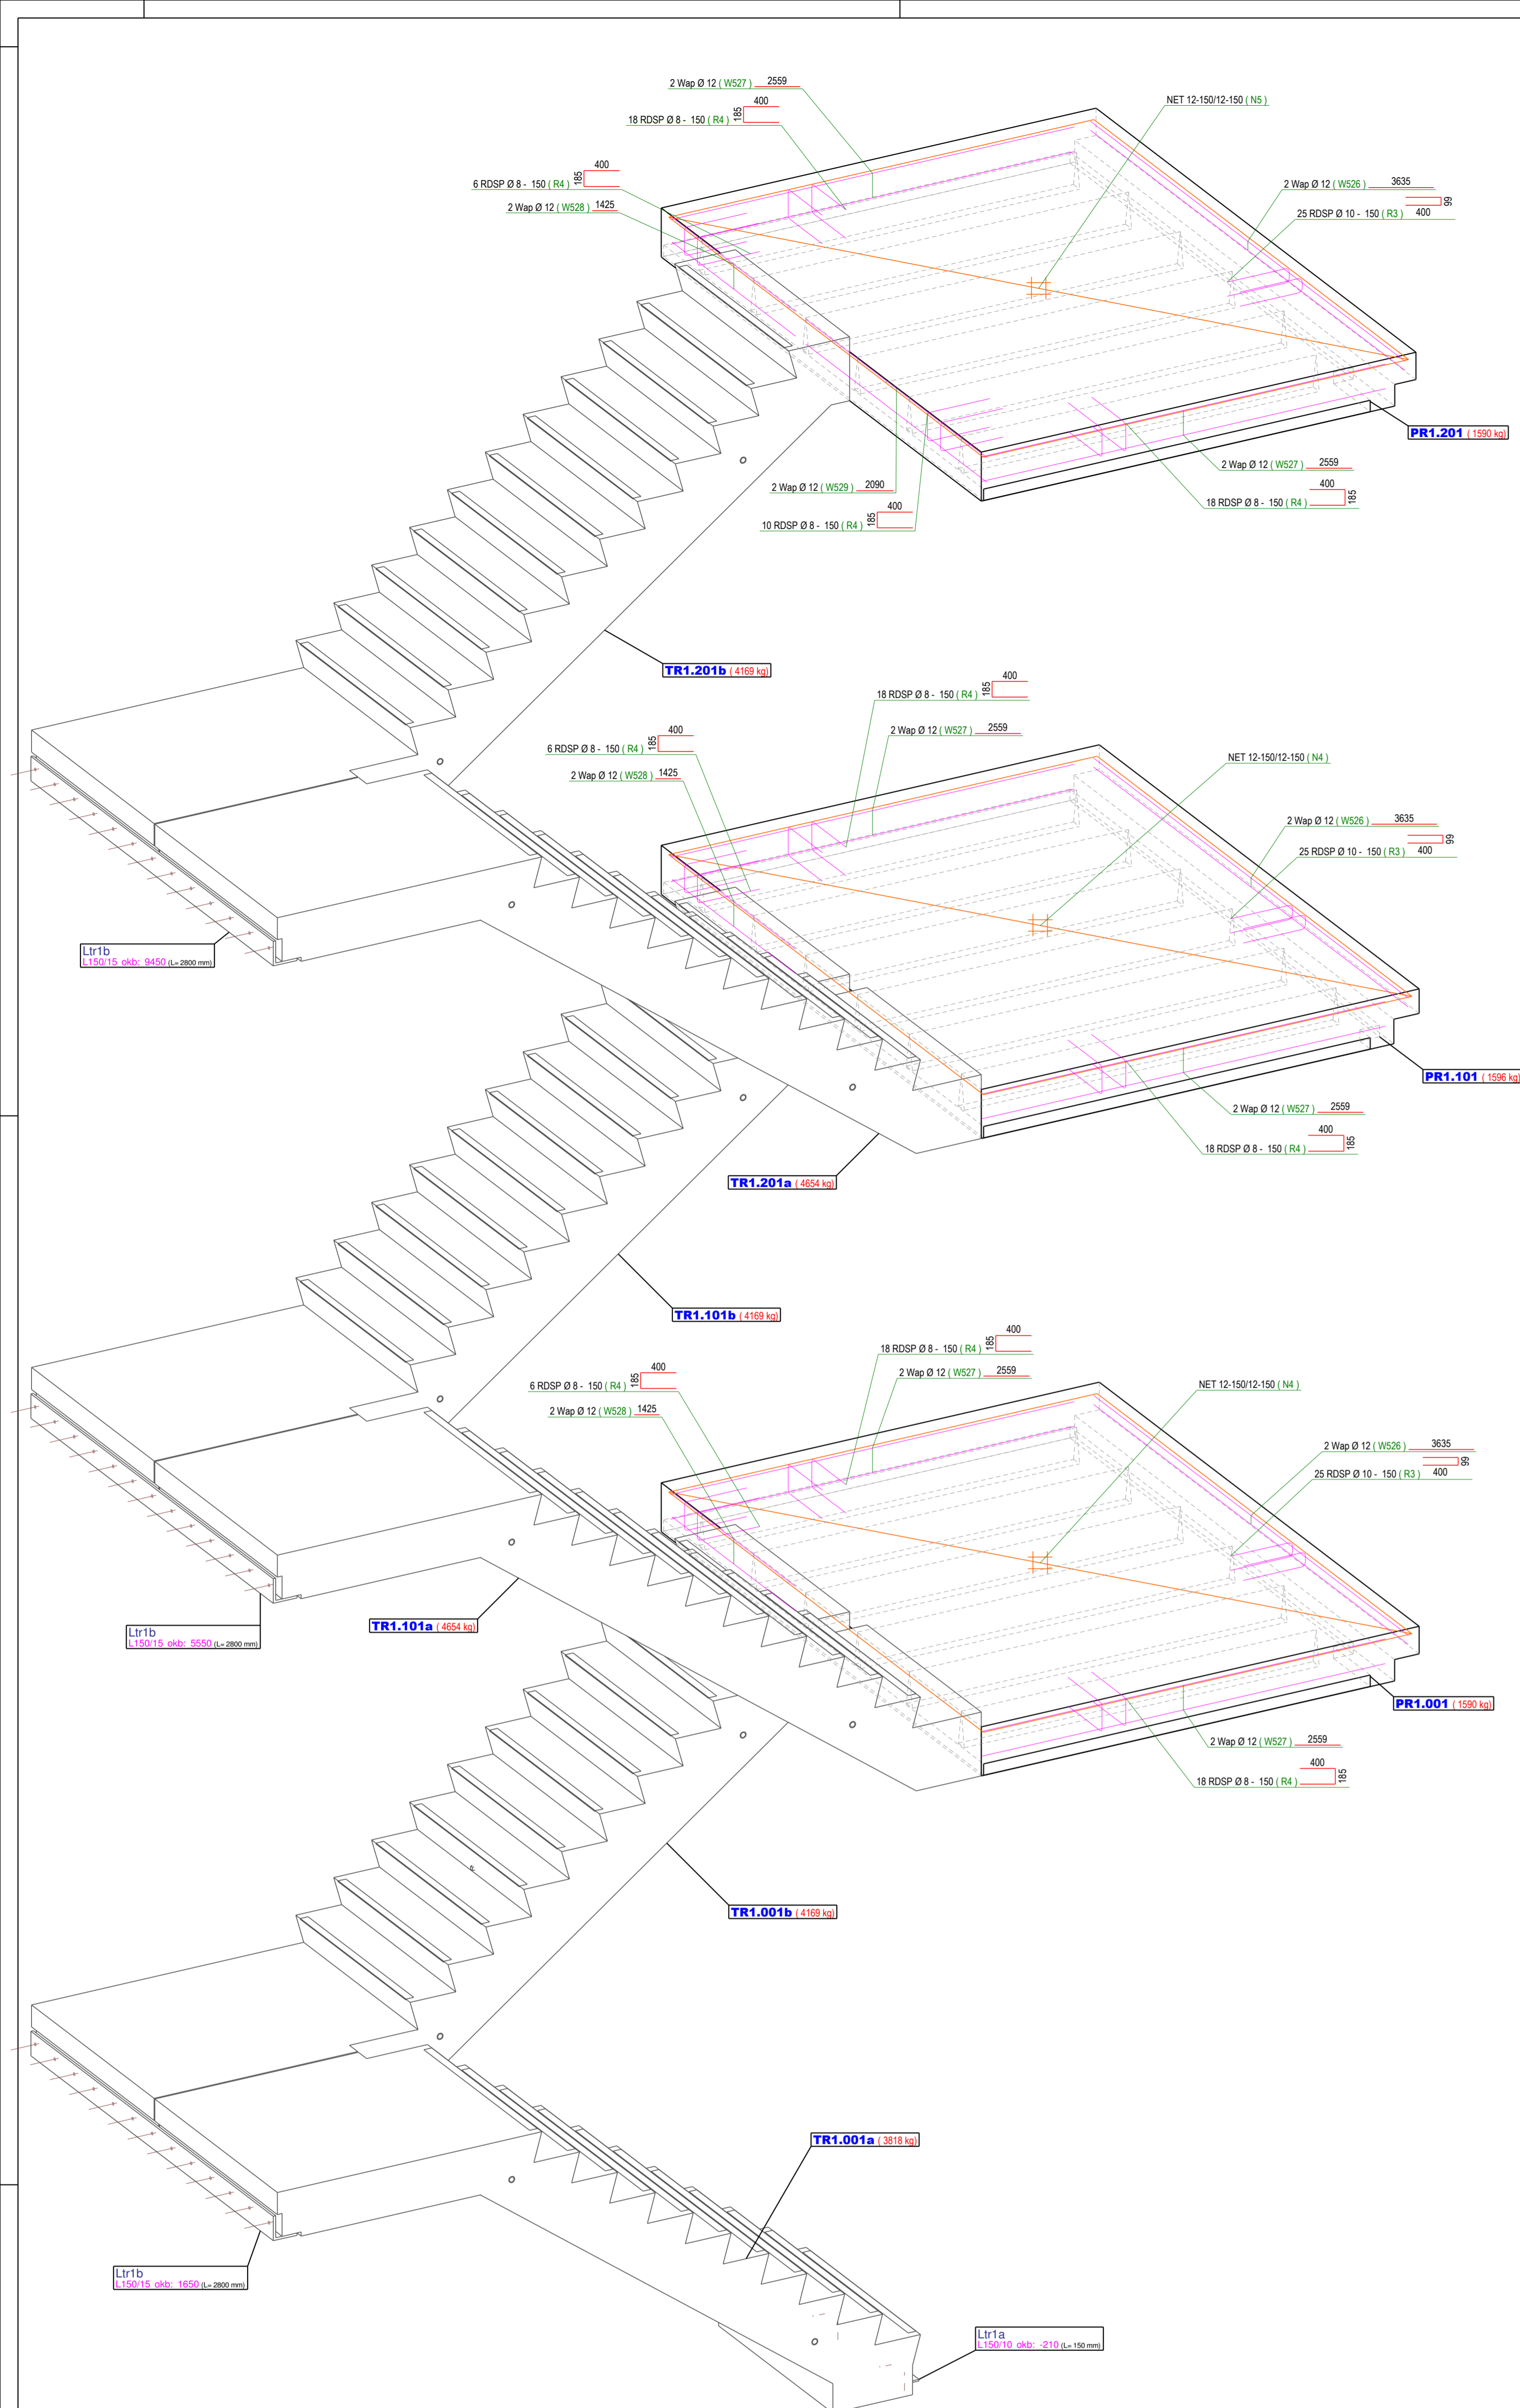 2 Wap Ø 12 ( W527 ) 2559
400
185
18 RDSP Ø 8 - 150 ( R4 )
NET 12-150/12-150 ( N5 )
400
185
6 RDSP Ø 8 - 150 ( R4 )
2 Wap Ø 12 ( W528 ) 1425
2 Wap Ø 12 ( W526 ) 3635
99
25 RDSP Ø 10 - 150 ( R3 ) 400
PR1.201 ( 1590 kg)
2 Wap Ø 12 ( W527 ) 2559
400
185
18 RDSP Ø 8 - 150 ( R4 )
2 Wap Ø 12 ( W529 ) 2090
400
185
10 RDSP Ø 8 - 150 ( R4 )
TR1.201b ( 4169 kg)
400
185
18 RDSP Ø 8 - 150 ( R4 )
2 Wap Ø 12 ( W527 ) 2559
400
185
6 RDSP Ø 8 - 150 ( R4 )
2 Wap Ø 12 ( W528 ) 1425
NET 12-150/12-150 ( N4 )
2 Wap Ø 12 ( W526 ) 3635
99
25 RDSP Ø 10 - 150 ( R3 ) 400
Ltr1b
L150/15 okb: 9450 (L= 2800 mm)
PR1.101 ( 1596 kg)
2 Wap Ø 12 ( W527 ) 2559
400
185
18 RDSP Ø 8 - 150 ( R4 )
TR1.201a ( 4654 kg)
TR1.101b ( 4169 kg)
400
185
18 RDSP Ø 8 - 150 ( R4 )
2 Wap Ø 12 ( W527 ) 2559
400
185
6 RDSP Ø 8 - 150 ( R4 )
2 Wap Ø 12 ( W528 ) 1425
NET 12-150/12-150 ( N4 )
2 Wap Ø 12 ( W526 ) 3635
99
25 RDSP Ø 10 - 150 ( R3 ) 400
Ltr1b
L150/15 okb: 5550 (L= 2800 mm)
TR1.101a ( 4654 kg)
PR1.001 ( 1590 kg)
2 Wap Ø 12 ( W527 ) 2559
400
185
18 RDSP Ø 8 - 150 ( R4 )
TR1.001b ( 4169 kg)
TR1.001a ( 3818 kg)
Ltr1b
L150/15 okb: 1650 (L= 2800 mm)
Ltr1a
L150/10 okb: -210 (L= 150 mm)